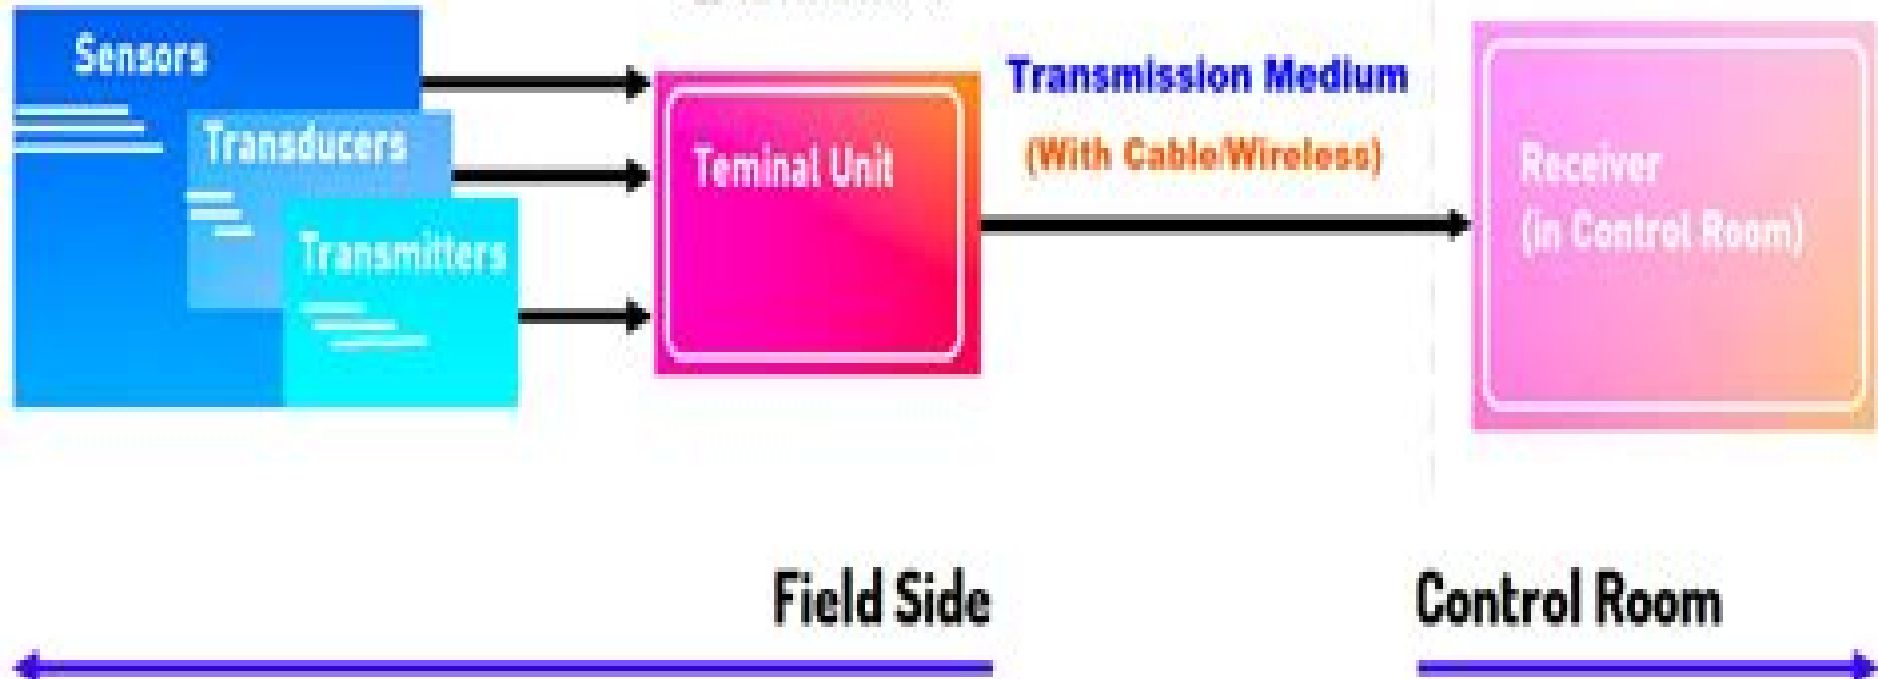 Sensors
Transducers
Transmitters
Teminal Unit
Transmission Medium
(With Cable/Wireless)
Receiver
(in Control Room)
Field Side
Control Room